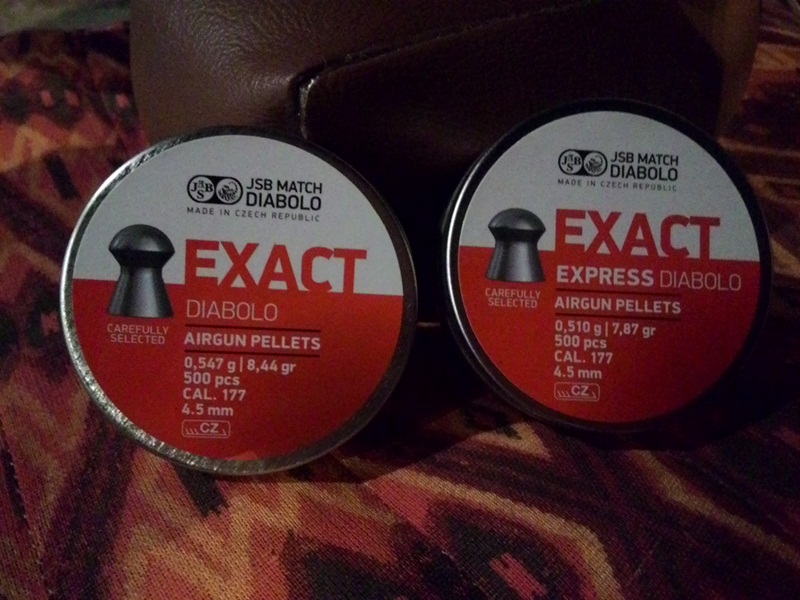 JSB JSB MATCH
DIABOLO
MADE IN CZECH REPUBLIC
EXACT
DIABOLO
CAREFULLY
SELECTED
AIRGUN PELLETS
0,547 g | 8,44 gr
500 pcs
CAL. 177
4.5 mm
CZ
JSB JSB MATCH
DIABOLO
MADE IN CZECH REPUBLIC
EXACT
EXPRESS DIABOLO
CAREFULLY
SELECTED
AIRGUN PELLETS
0,510 g | 7,87 gr
500 pcs
CAL. 177
4.5 mm
CZ